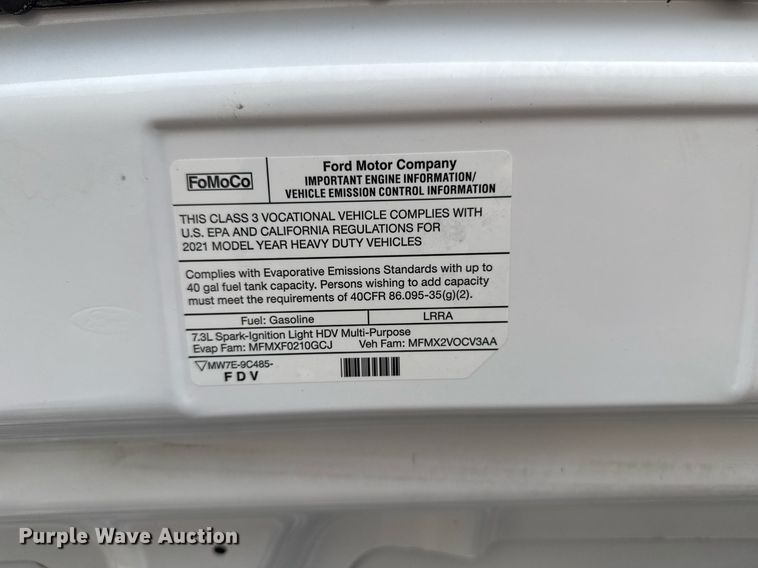 FoMoCo
Ford Motor Company
IMPORTANT ENGINE INFORMATION/
VEHICLE EMISSION CONTROL INFORMATION
THIS CLASS 3 VOCATIONAL VEHICLE COMPLIES WITH
U.S. EPA AND CALIFORNIA REGULATIONS FOR
2021 MODEL YEAR HEAVY DUTY VEHICLES
Complies with Evaporative Emissions Standards with up to
40 gal fuel tank capacity. Persons wishing to add capacity
must meet the requirements of 40CFR 86.095-35(g)(2).
Fuel: Gasoline LRRA
7.3L Spark-Ignition Light HDV Multi-Purpose
Evap Fam: MFMXF0210GCJ Veh Fam: MFMX2VOCV3AA
MW7E-9C485-
F D V
Purple Wave Auction